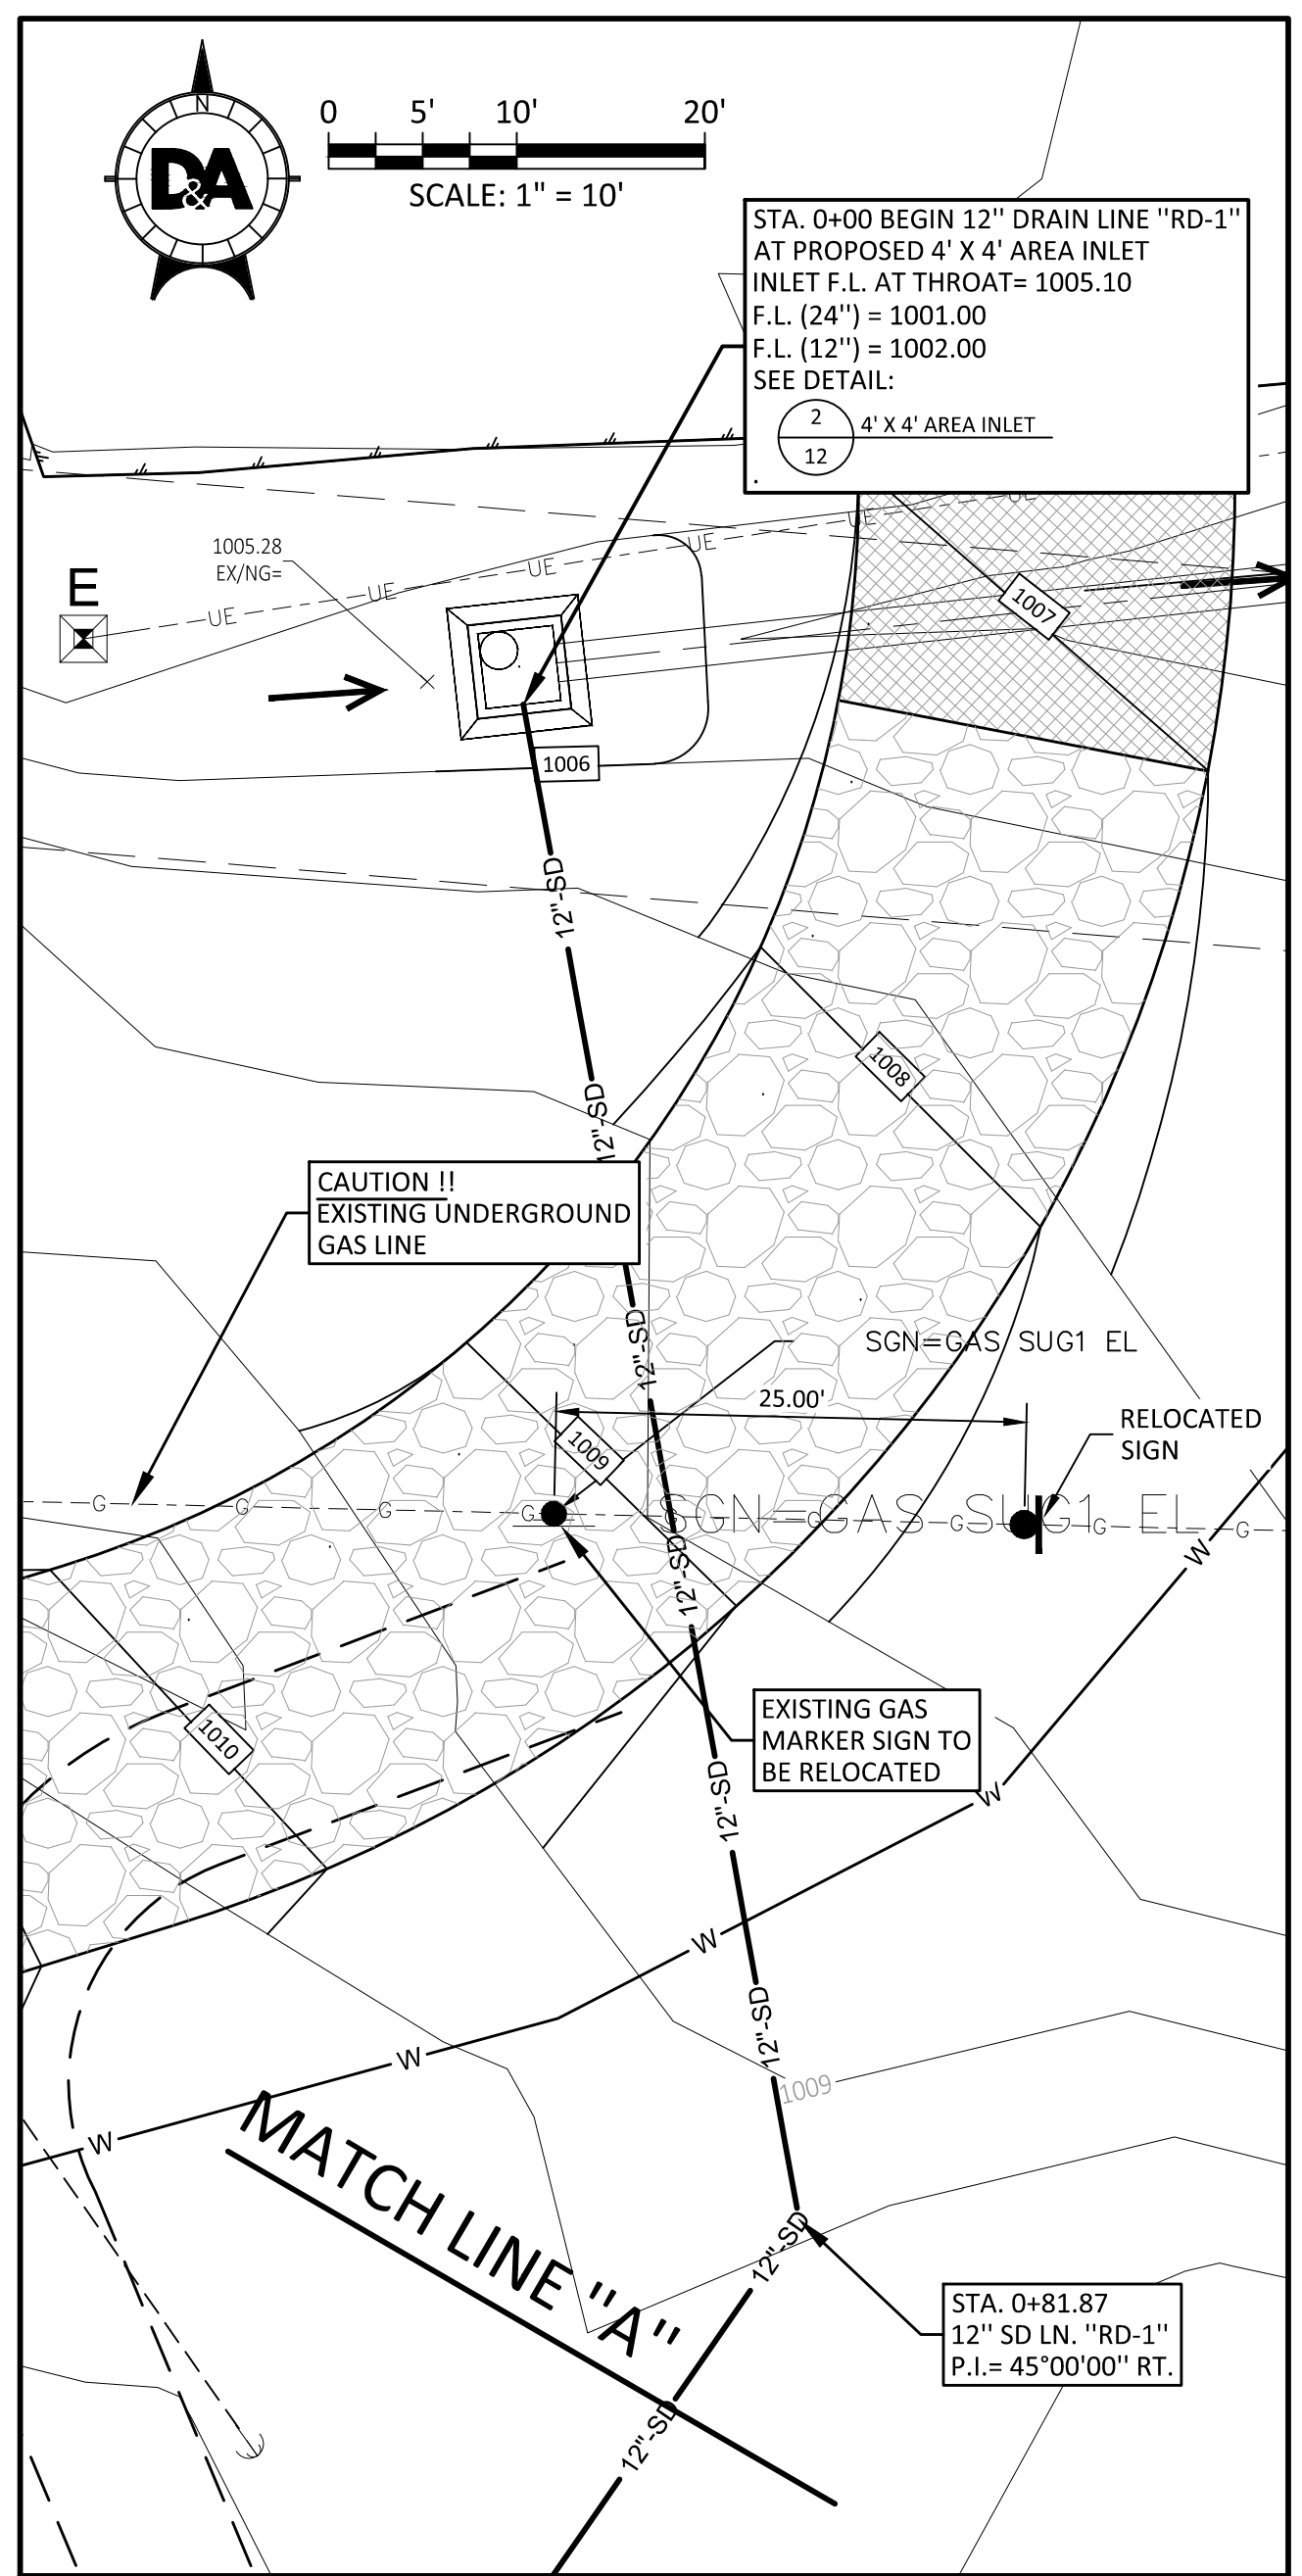 N
D&A
0 5' 10' 20'
SCALE: 1" = 10'
STA. 0+00 BEGIN 12" DRAIN LINE "RD-1"
AT PROPOSED 4' X 4' AREA INLET
INLET F.L. AT THROAT= 1005.10
F.L. (24") = 1001.00
F.L. (12") = 1002.00
SEE DETAIL:
2
12
4' X 4' AREA INLET
.
UE
UE
UE
UE
UE
UE
1005.28
EX/NG=
E
1007
1006
12"-SD
1008
12"-SD
CAUTION !!
EXISTING UNDERGROUND
GAS LINE
12"-SD
SGN=GAS SUG1 EL
12"-SD
25.00'
RELOCATED
SIGN
1009
G
G
G
G
G
G
G
G
G
SGN=GAS SUG1 EL
W
12"-SD
EXISTING GAS
MARKER SIGN TO
BE RELOCATED
1010
W
12"-SD
W
12"-SD
W
1009
W
MATCH LINE "A"
12"-SD
STA. 0+81.87
12" SD LN. "RD-1"
P.I.= 45°00'00" RT.
12"-SD